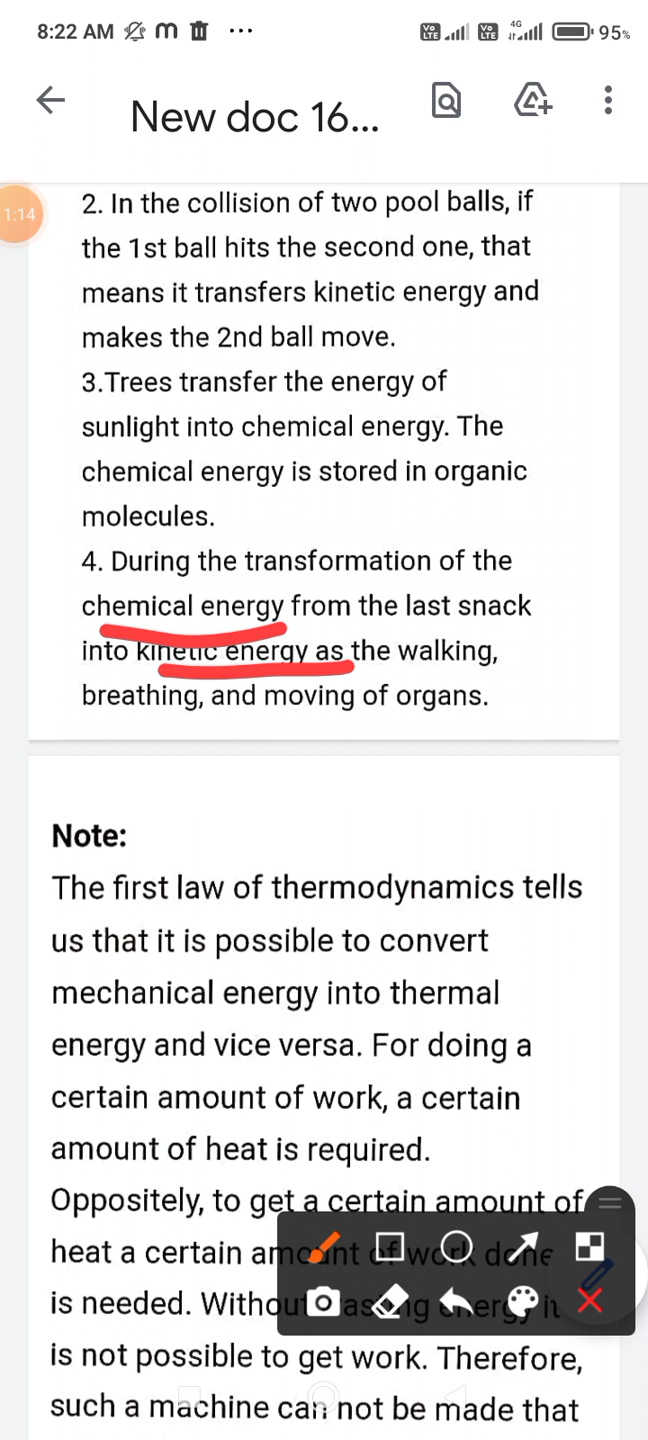 8:22 AM
4G
95%
New doc 16...
1:14
2. In the collision of two pool balls, if
the 1st ball hits the second one, that
means it transfers kinetic energy and
makes the 2nd ball move.
3.Trees transfer the energy of
sunlight into chemical energy. The
chemical energy is stored in organic
molecules.
4. During the transformation of the
chemical energy from the last snack
into kinetic energy as the walking,
breathing, and moving of organs.
Note:
The first law of thermodynamics tells
us that it is possible to convert
mechanical energy into thermal
energy and vice versa. For doing a
certain amount of work, a certain
amount of heat is required.
Oppositely, to get a certain amount of
heat a certain amount of work done
is needed. Without energy it
is not possible to get work. Therefore,
such a machine can not be made that